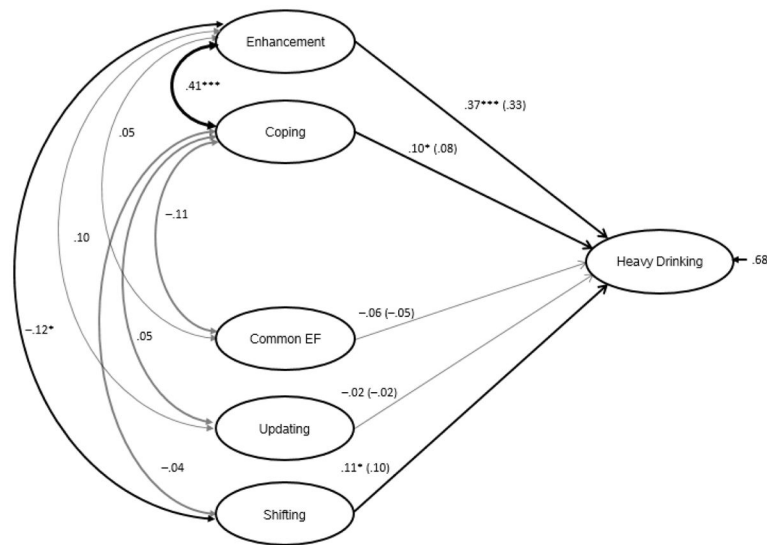 Enhancement
.41***
.37*** (.33)
.05
Coping
.10* (.08)
–.11
.10
Heavy Drinking
.68
–.12*
.05
Common EF
–.06 (–.05)
–.02 (–.02)
Updating
–.04
.11* (.10)
Shifting